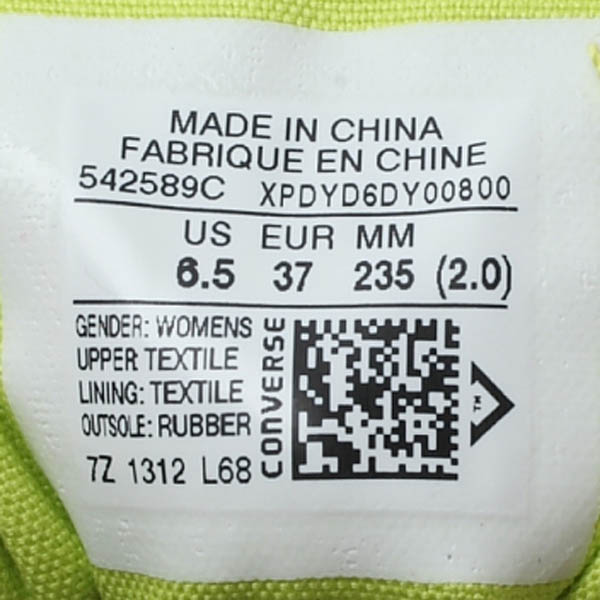 MADE IN CHINA
FABRIQUE EN CHINE
542589C XPDYD6DY00800
US EUR MM
6.5 37 235 (2.0)
GENDER: WOMENS
UPPER TEXTILE
LINING: TEXTILE
OUTSOLE: RUBBER
7Z 1312 L68
CONVERSE
TM